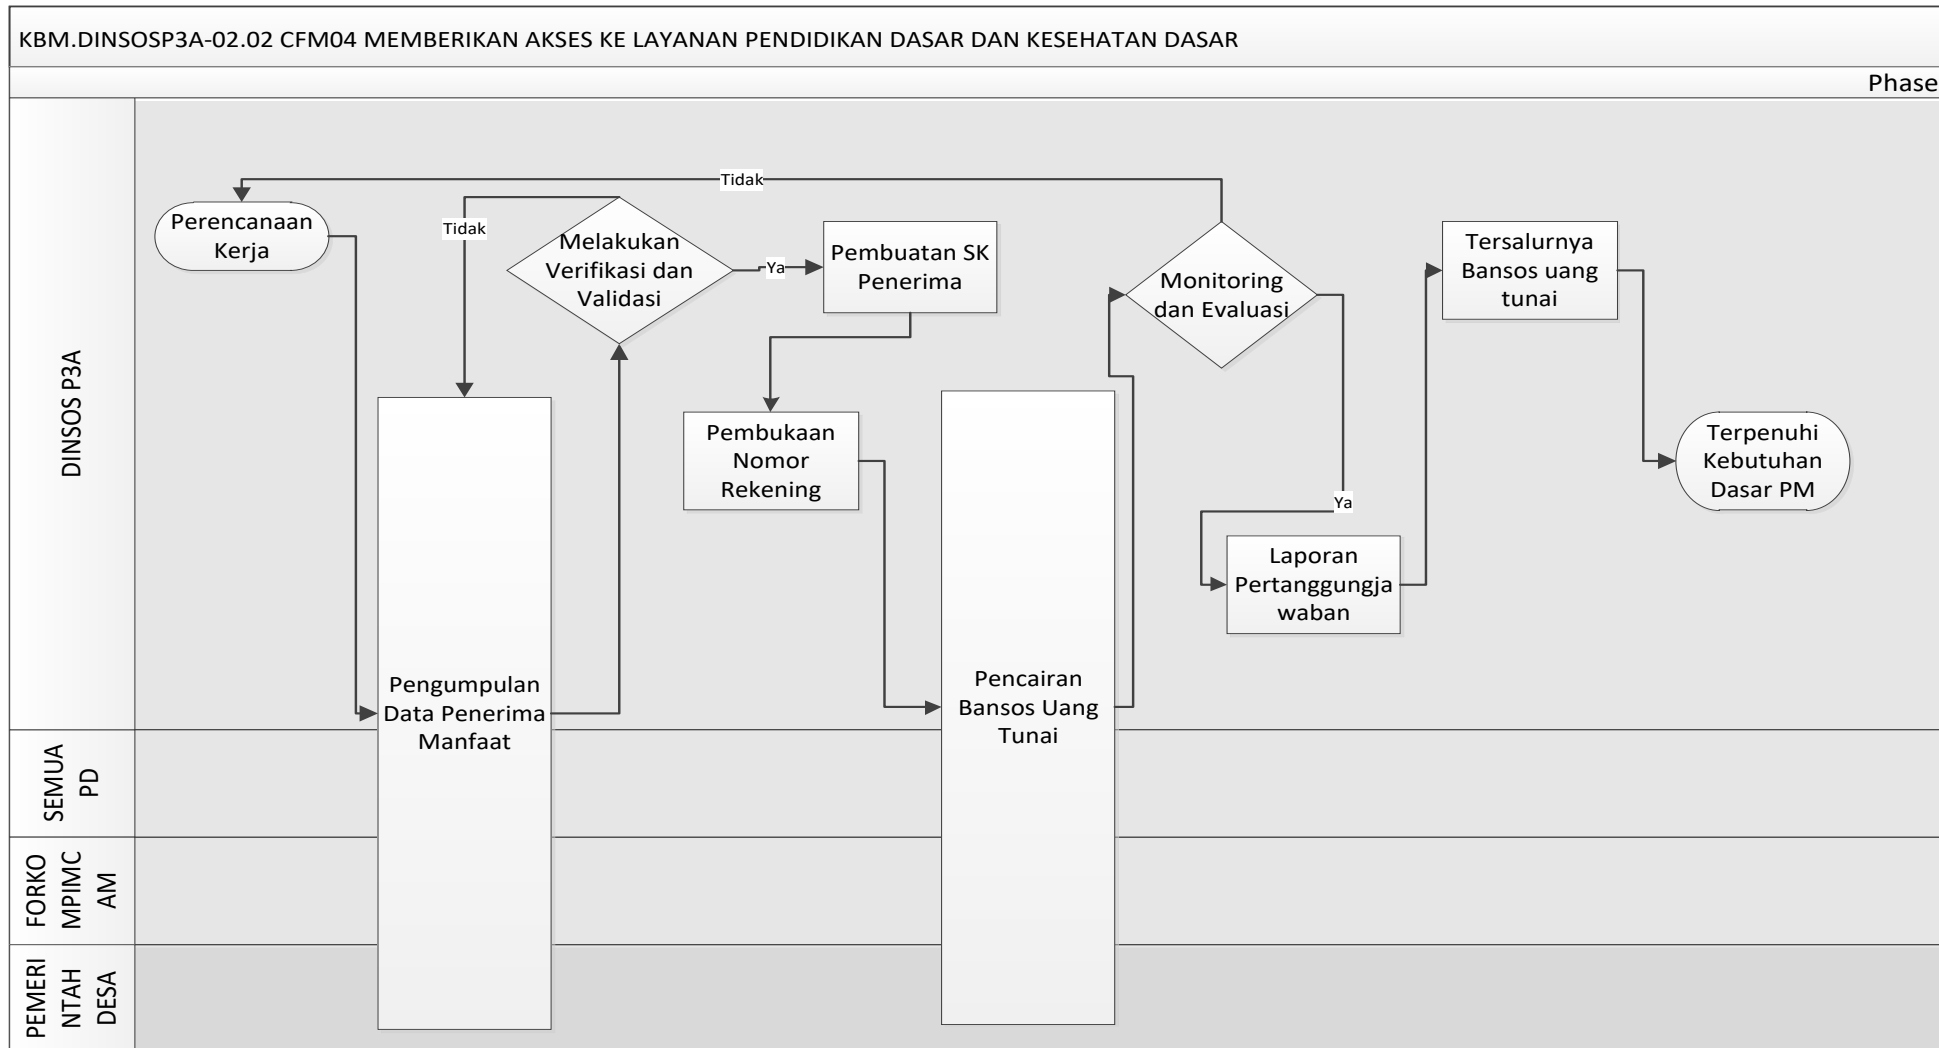 KBM.DINSOSP3A-02.02 CFM04 MEMBERIKAN AKSES KE LAYANAN PENDIDIKAN DASAR DAN KESEHATAN DASAR
Phase
DINSOS P3A
Tidak
Perencanaan
Kerja
Tidak
Melakukan
Verifikasi dan
Validasi
Ya
Pembuatan SK
Penerima
Monitoring
dan Evaluasi
Tersalurnya
Bansos uang
tunai
Pembukaan
Nomor
Rekening
Terpenuhi
Kebutuhan
Dasar PM
Ya
Laporan
Pertanggungja
waban
Pengumpulan
Data Penerima
Manfaat
Pencairan
Bansos Uang
Tunai
SEMUA
PD
FORKO
MPIMC
AM
PEMERI
NTAH
DESA